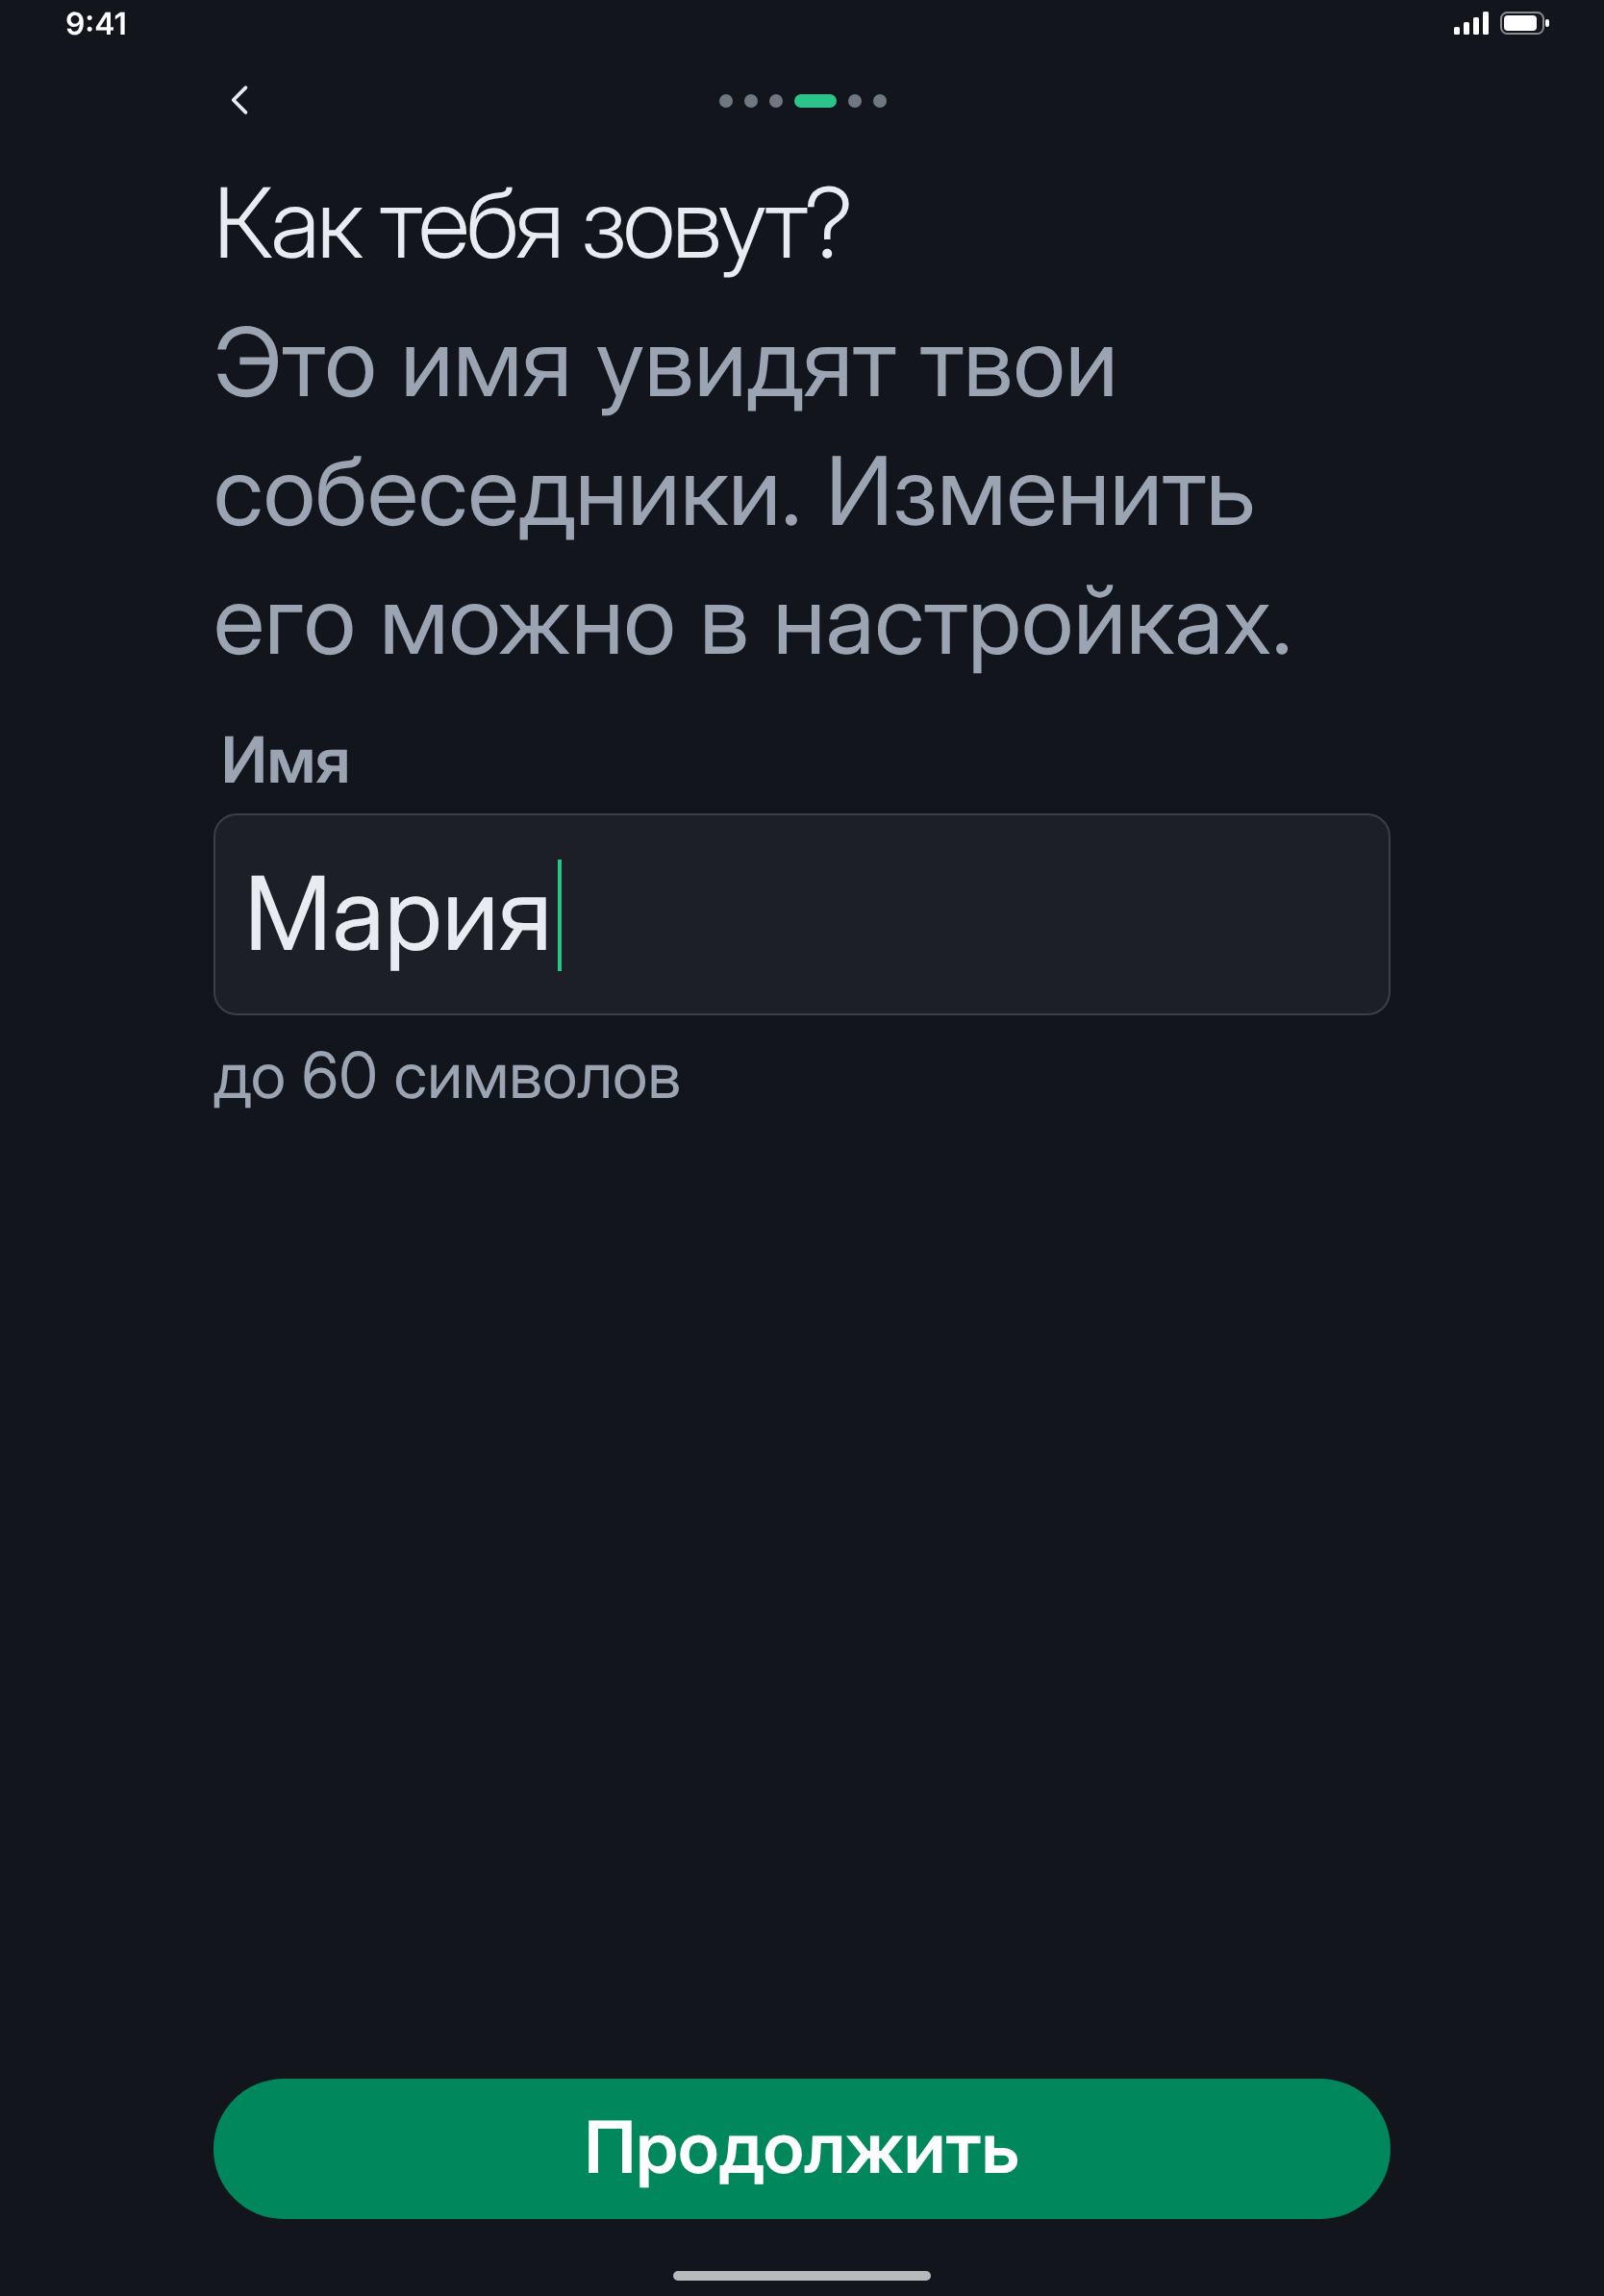 9:41
Как тебя зовут?
Это имя увидят твои
собеседники. Изменить
его можно в настройках.
Имя
Мария
до 60 символов
Продолжить